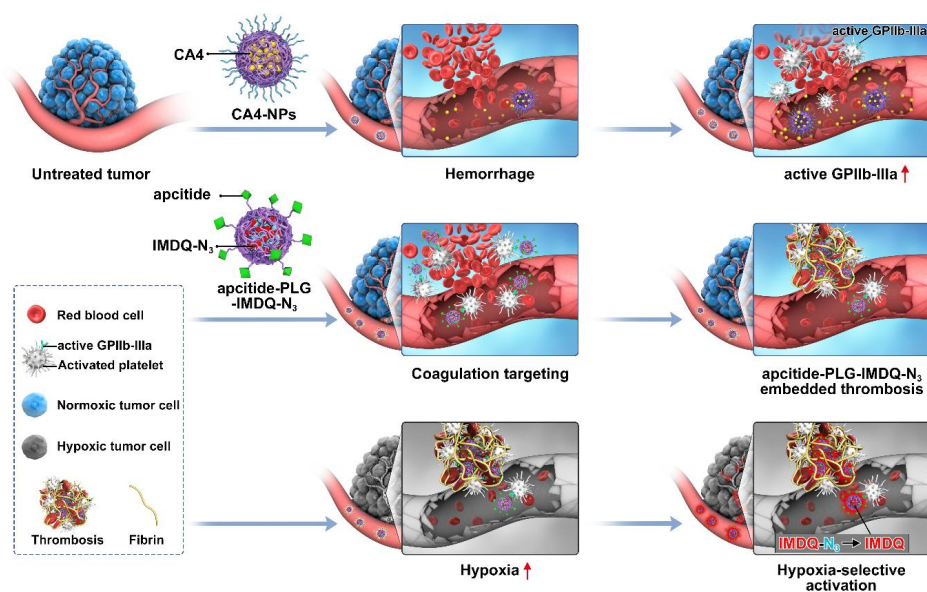 CA4
CA4-NPs
active GPIIb-IIIa
Untreated tumor
Hemorrhage
active GPIIb-IIIa
apcitide
IMDQ-N₃
apcitide-PLG
-IMDQ-N₃
Red blood cell
active GPIIb-IIIa
Activated platelet
Normoxic tumor cell
Hypoxic tumor cell
Thrombosis
Fibrin
Coagulation targeting
apcitide-PLG-IMDQ-N₃
embedded thrombosis
Hypoxia
IMDQ-N₃ → IMDQ
Hypoxia-selective
activation